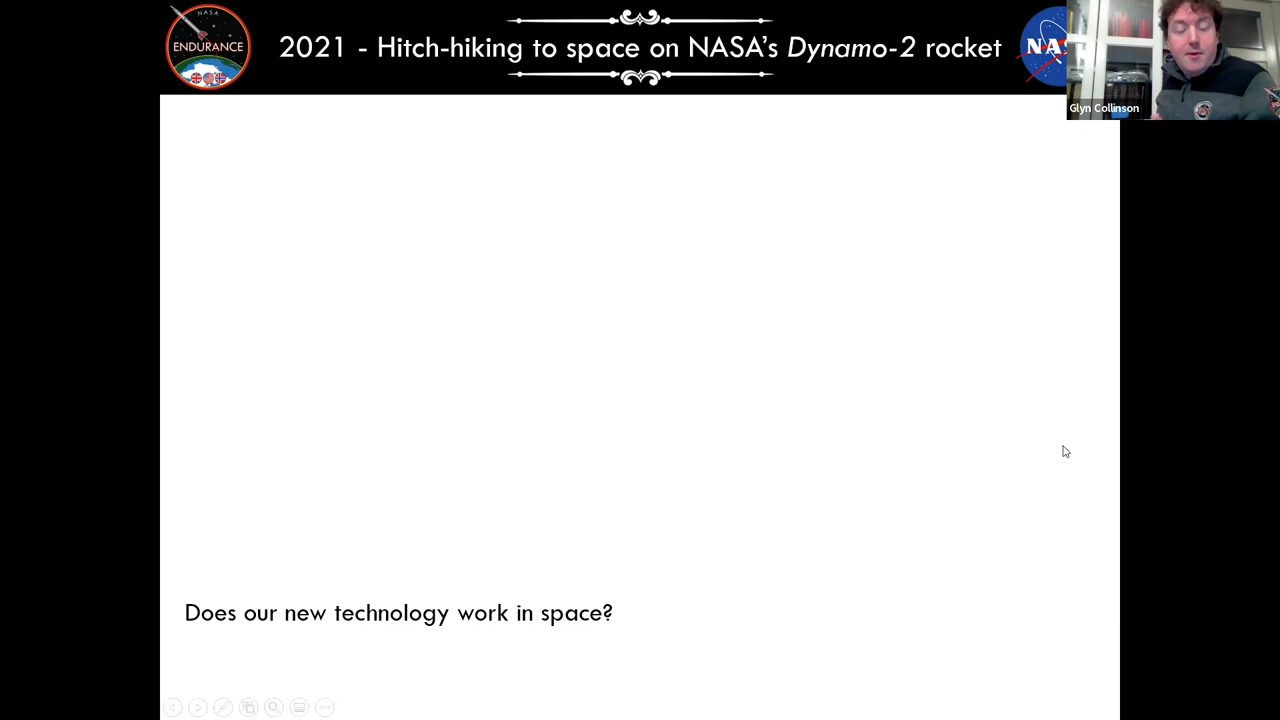 NASA
ENDURANCE
2021 - Hitch-hiking to space on NASA's Dynamo-2 rocket
NAS
Glyn Collinson
Does our new technology work in space?